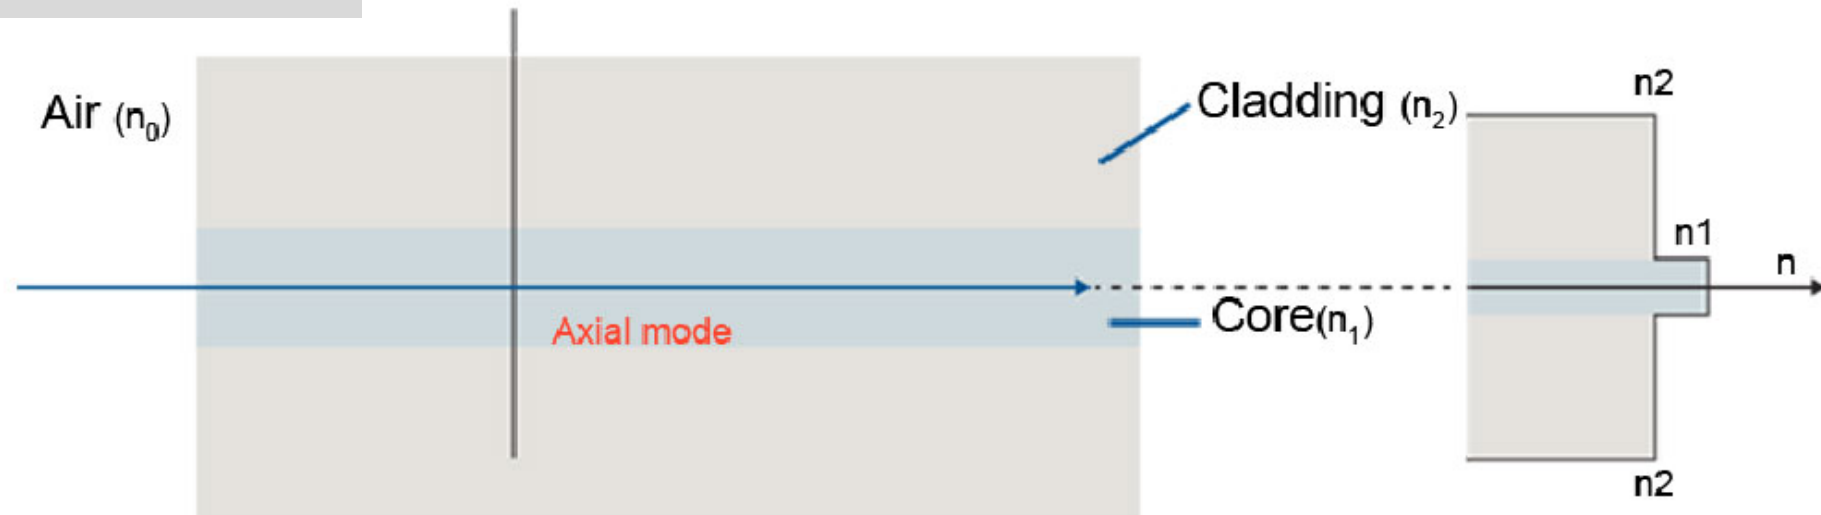 Air (n₀)
Cladding (n₂)
Axial mode
Core(n₁)
n2
n1
n
n2